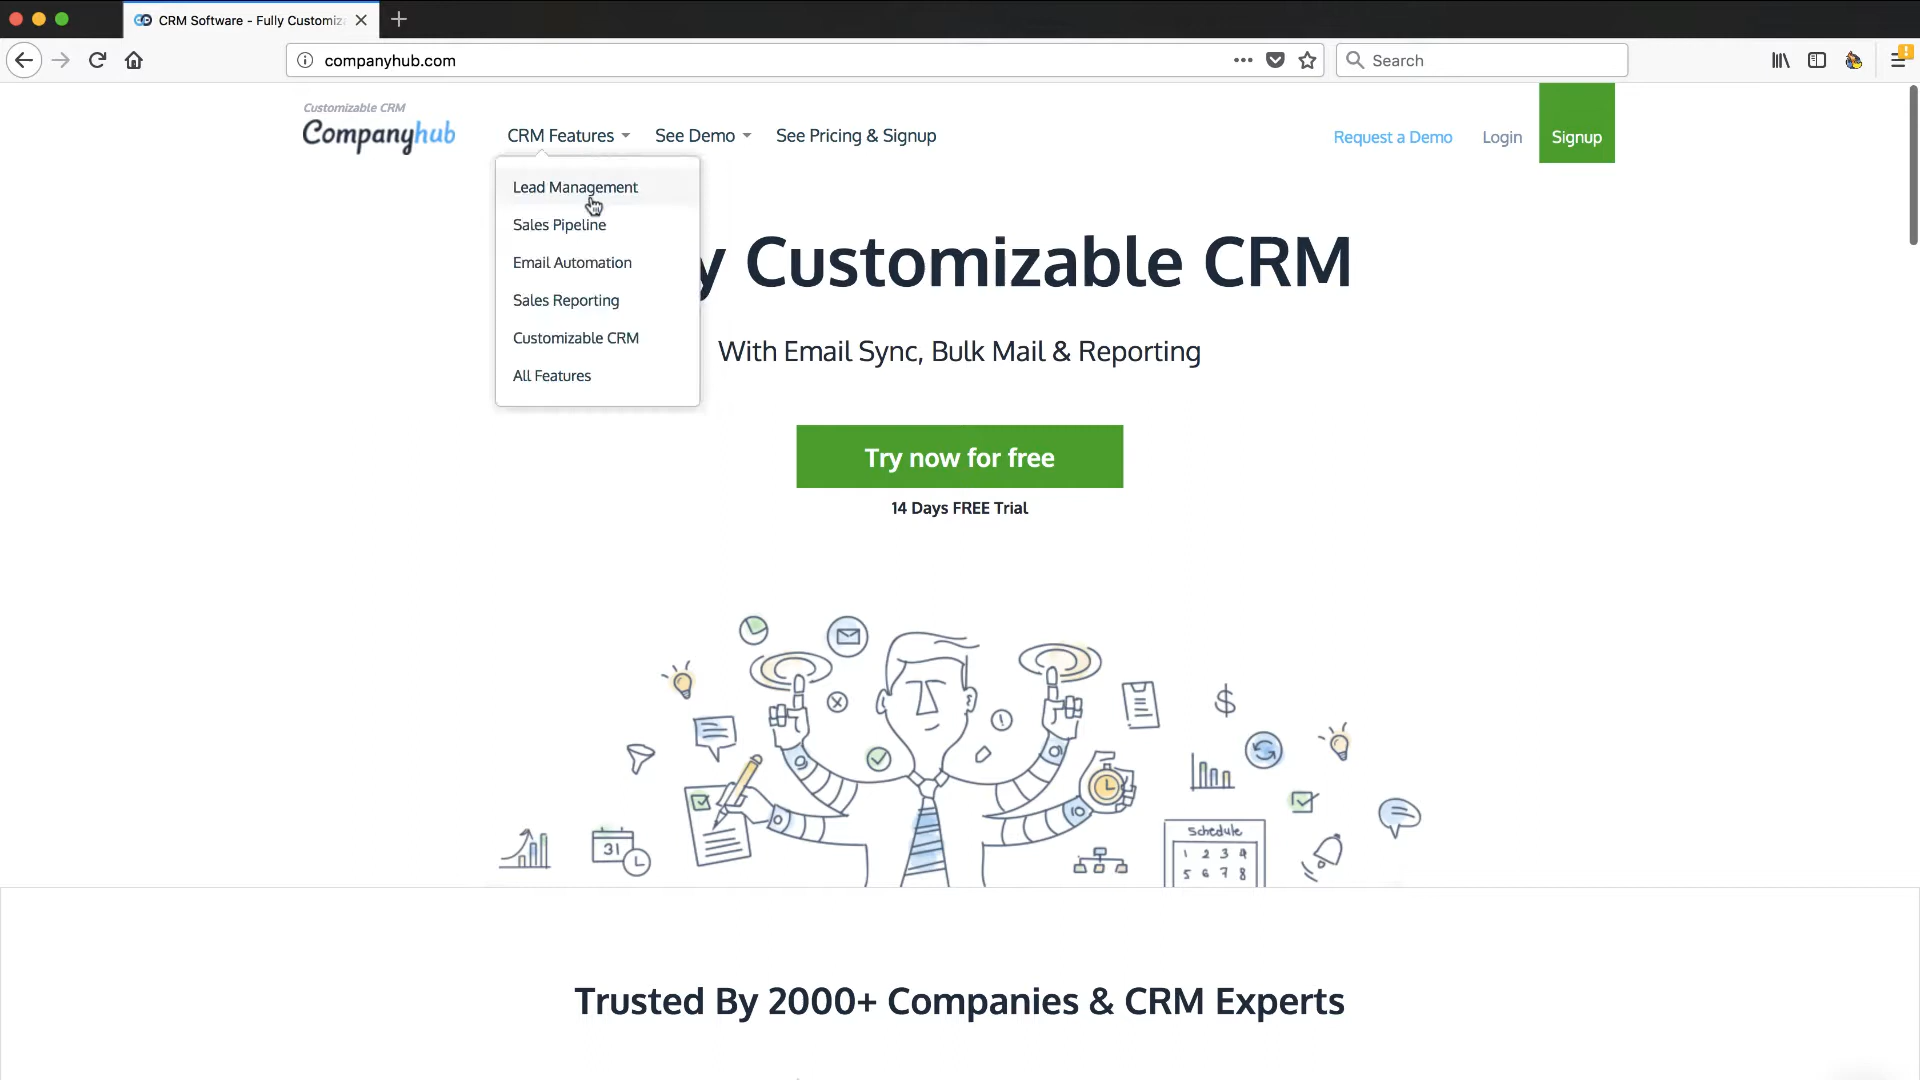 CRM Software - Fully Customiza
companyhub.com
Search
Customizable CRM
Companyhub
CRM Features
See Demo
See Pricing & Signup
Request a Demo
Login
Signup
Lead Management
Sales Pipeline
Email Automation
Sales Reporting
Customizable CRM
All Features
y Customizable CRM
With Email Sync, Bulk Mail & Reporting
Try now for free
14 Days FREE Trial
31
10
Schedule
1 2 3 4
5 6 7 8
Trusted By 2000+ Companies & CRM Experts